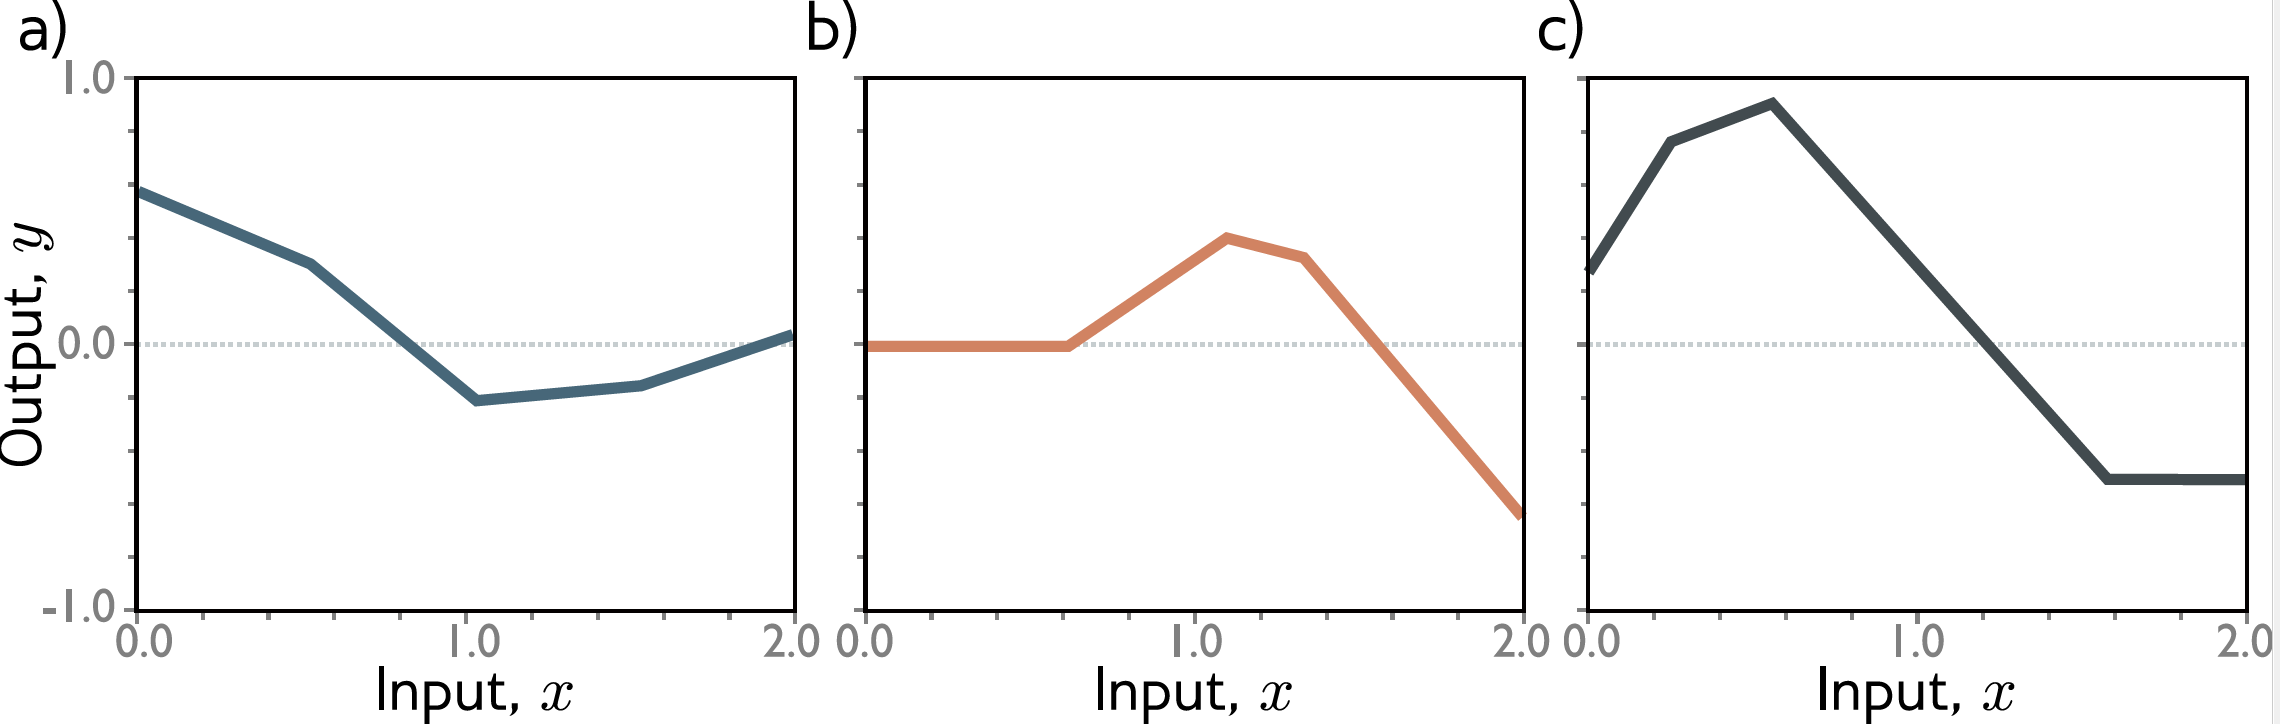 a)
b)
c)
1.0
0.0
-1.0
Output, y
0.0 1.0 2.0
0.0 1.0 2.0
0.0 1.0 2.0
Input, x
Input, x
Input, x